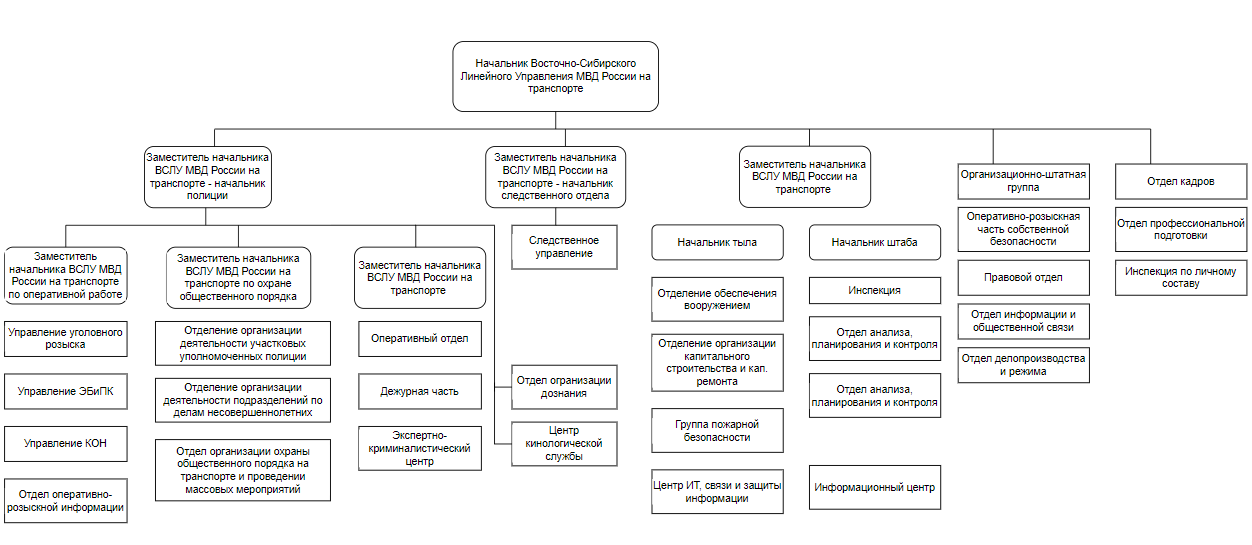 Начальник Восточно-Сибирского
Линейного Управления МВД России на
транспорте
Заместитель начальника
ВСЛУ МВД России на
транспорте - начальник
полиции
Заместитель начальника
ВСЛУ МВД России на
транспорте - начальник
следственного отдела
Заместитель начальника
ВСЛУ МВД России на
транспорте
Организационно-штатная
группа
Отдел кадров
Оперативно-розыскная
часть собственной
безопасности
Отдел профессиональной
подготовки
Правовой отдел
Инспекция по личному
составу
Отдел информации и
общественной связи
Отдел делопроизводства
и режима
Заместитель
начальника ВСЛУ МВД
России на транспорте
по оперативной работе
Заместитель начальника
ВСЛУ МВД России на
транспорте по охране
общественного порядка
Заместитель начальника
ВСЛУ МВД России на
транспорте
Следственное
управление
Начальник тыла
Начальник штаба
Управление уголовного
розыска
Управление ЭБиПК
Управление КОН
Отдел оперативно-
розыскной информации
Отделение организации
деятельности участковых
уполномоченных полиции
Отделение организации
деятельности подразделений по
делам несовершеннолетних
Отдел организации охраны
общественного порядка на
транспорте и проведении
массовых мероприятий
Оперативный отдел
Дежурная часть
Экспертно-
криминалистический
центр
Отдел огранизации
дознания
Центр
кинологической
службы
Отделение обеспечения
вооружением
Отделение организации
капитального
строительства и кап.
ремонта
Группа пожарной
безопасности
Центр ИТ, связи и защиты
информации
Инспекция
Отдел анализа,
планирования и контроля
Отдел анализа,
планирования и контроля
Информационный центр